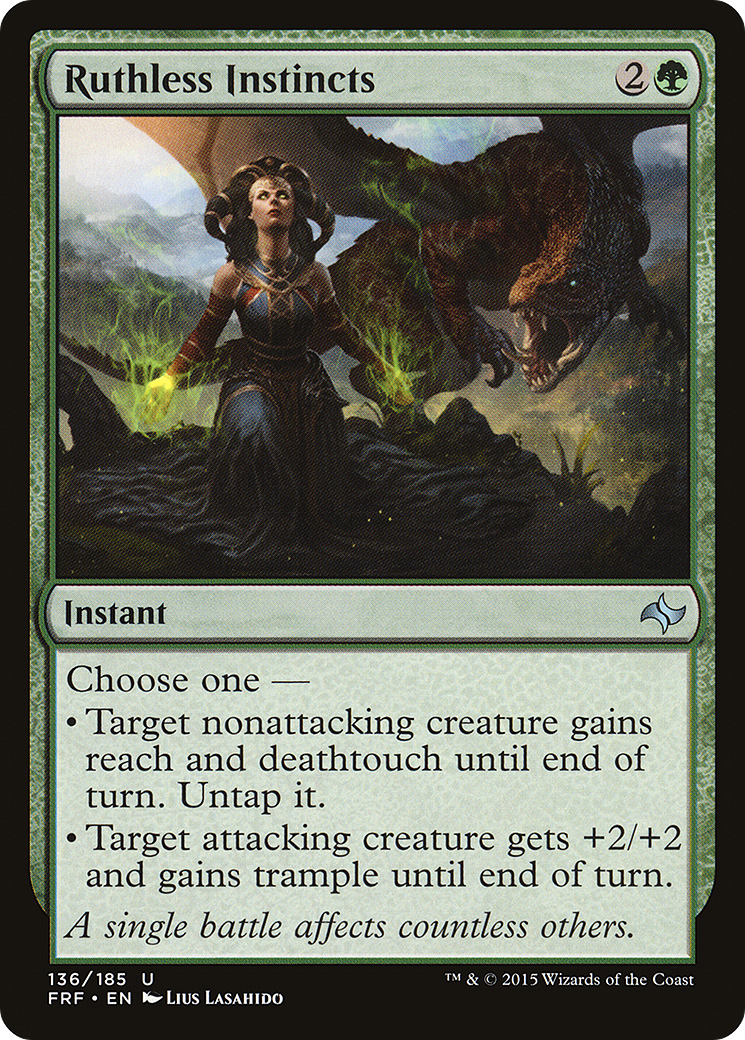 Ruthless Instincts 2
Instant
Choose one —
• Target nonattacking creature gains
reach and deathtouch until end of
turn. Untap it.
• Target attacking creature gets +2/+2
and gains trample until end of turn.
A single battle affects countless others.
136/185 U
™ & © 2015 Wizards of the Coast
FRF • EN Lius Lasahido